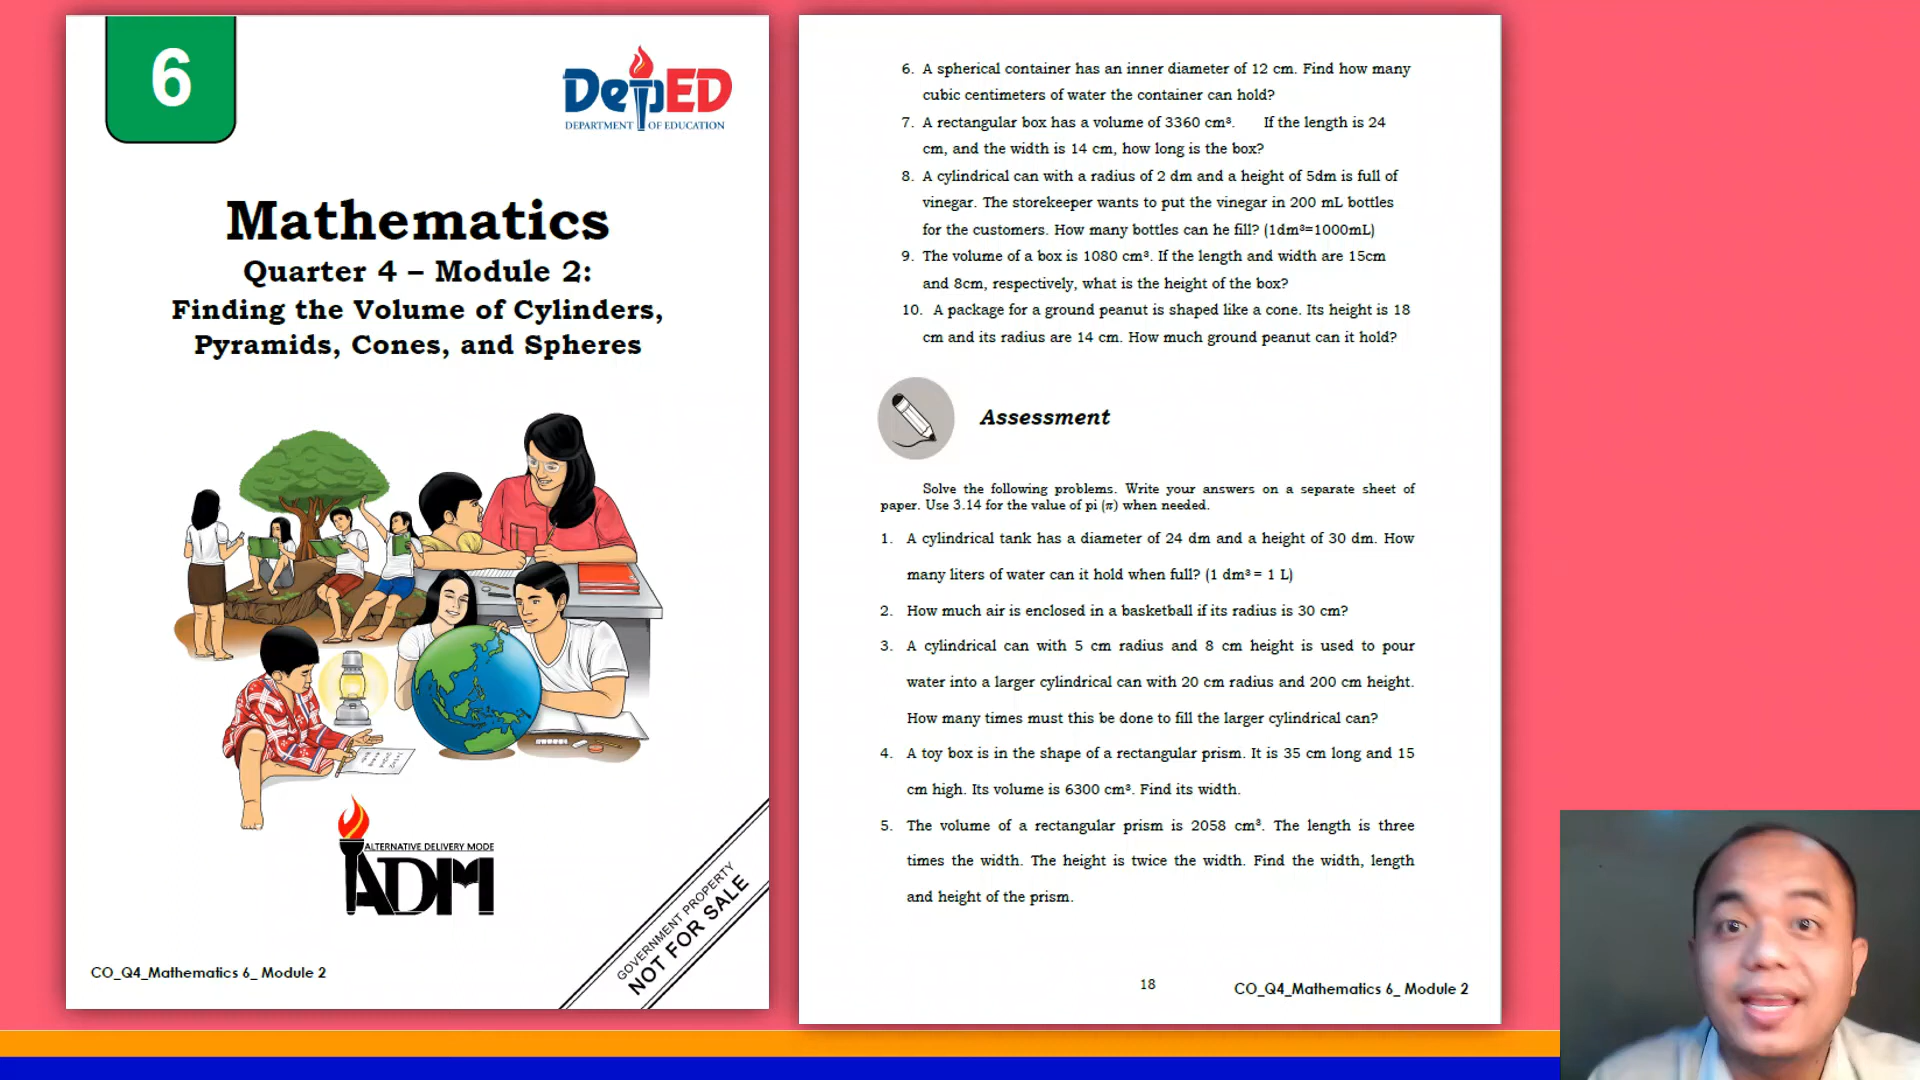 6
DepED
DEPARTMENT OF EDUCATION
Mathematics
Quarter 4 – Module 2:
Finding the Volume of Cylinders,
Pyramids, Cones, and Spheres
ALTERNATIVE DELIVERY MODE
ADM
GOVERNMENT PROPERTY
NOT FOR SALE
CO_Q4_Mathematics 6_ Module 2
6. A spherical container has an inner diameter of 12 cm. Find how many
cubic centimeters of water the container can hold?
7. A rectangular box has a volume of 3360 cm³. If the length is 24
cm, and the width is 14 cm, how long is the box?
8. A cylindrical can with a radius of 2 dm and a height of 5dm is full of
vinegar. The storekeeper wants to put the vinegar in 200 mL bottles
for the customers. How many bottles can he fill? (1dm³=1000mL)
9. The volume of a box is 1080 cm³. If the length and width are 15cm
and 8cm, respectively, what is the height of the box?
10. A package for a ground peanut is shaped like a cone. Its height is 18
cm and its radius are 14 cm. How much ground peanut can it hold?
Assessment
Solve the following problems. Write your answers on a separate sheet of
paper. Use 3.14 for the value of pi (π) when needed.
1. A cylindrical tank has a diameter of 24 dm and a height of 30 dm. How
many liters of water can it hold when full? (1 dm³ = 1 L)
2. How much air is enclosed in a basketball if its radius is 30 cm?
3. A cylindrical can with 5 cm radius and 8 cm height is used to pour
water into a larger cylindrical can with 20 cm radius and 200 cm height.
How many times must this be done to fill the larger cylindrical can?
4. A toy box is in the shape of a rectangular prism. It is 35 cm long and 15
cm high. Its volume is 6300 cm³. Find its width.
5. The volume of a rectangular prism is 2058 cm³. The length is three
times the width. The height is twice the width. Find the width, length
and height of the prism.
18
CO_Q4_Mathematics 6_ Module 2